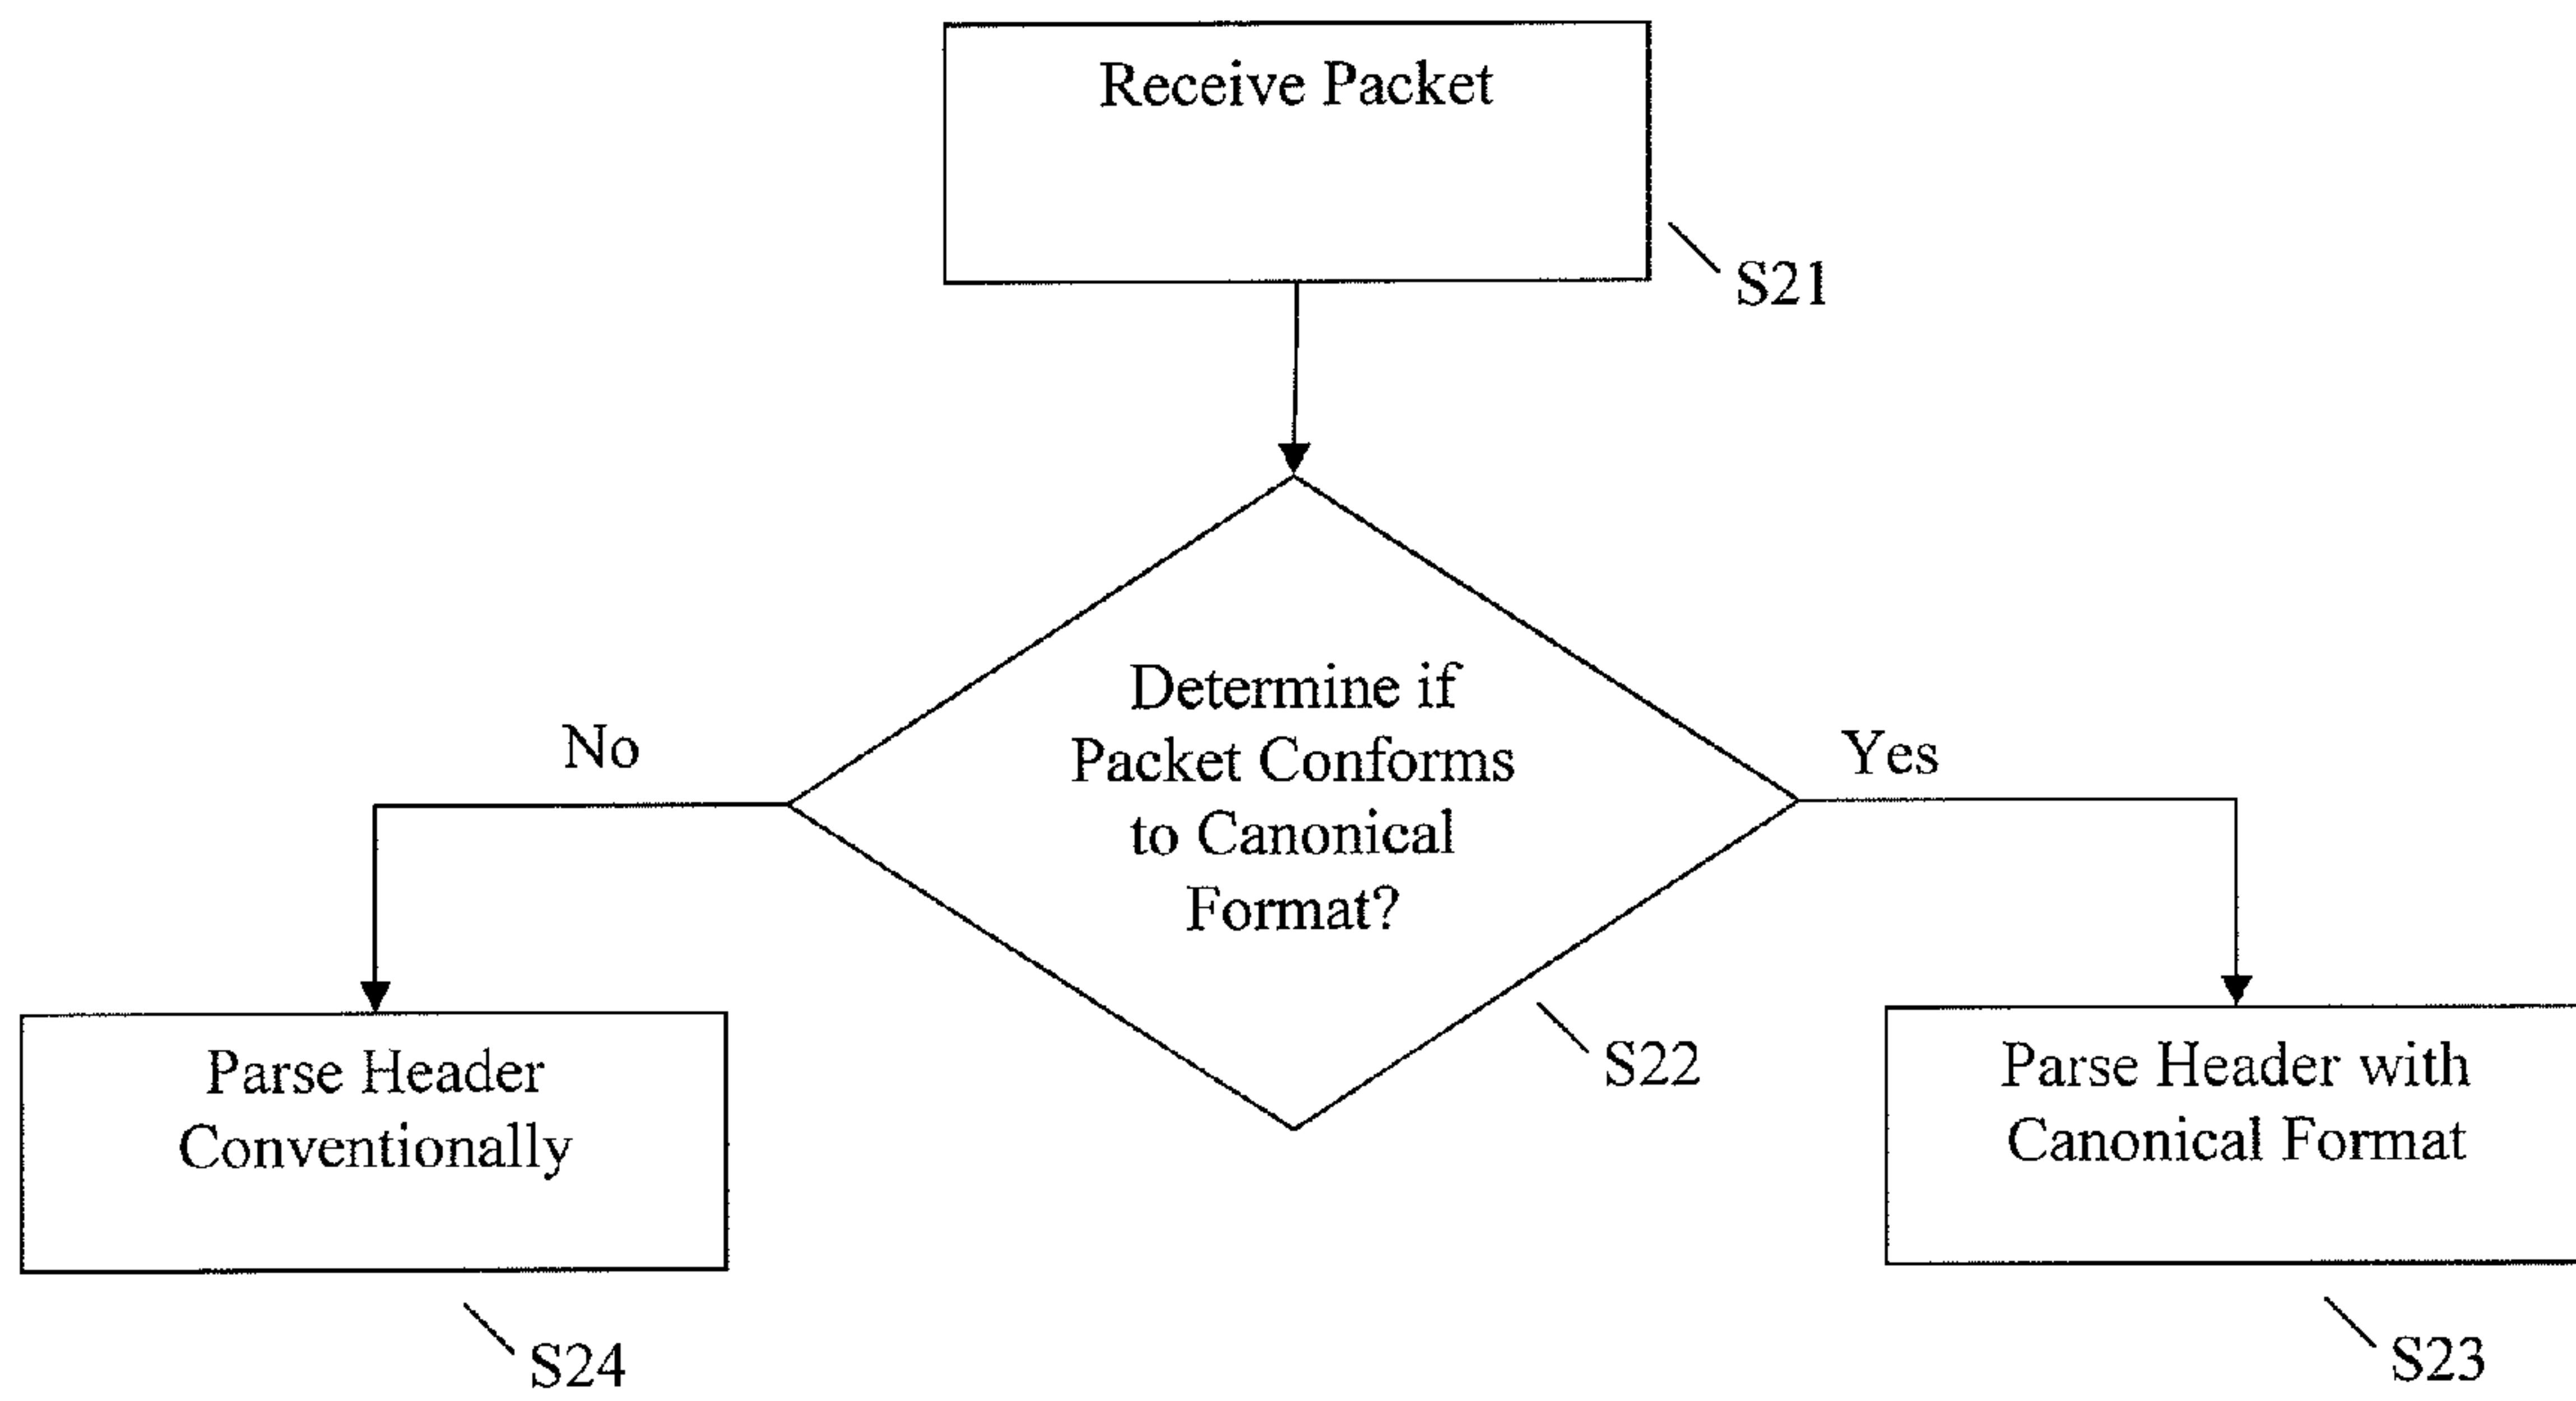 Receive Packet
S21
Determine if
Packet Conforms
to Canonical
Format?
No
Yes
S22
Parse Header
Conventionally
S24
Parse Header with
Canonical Format
S23